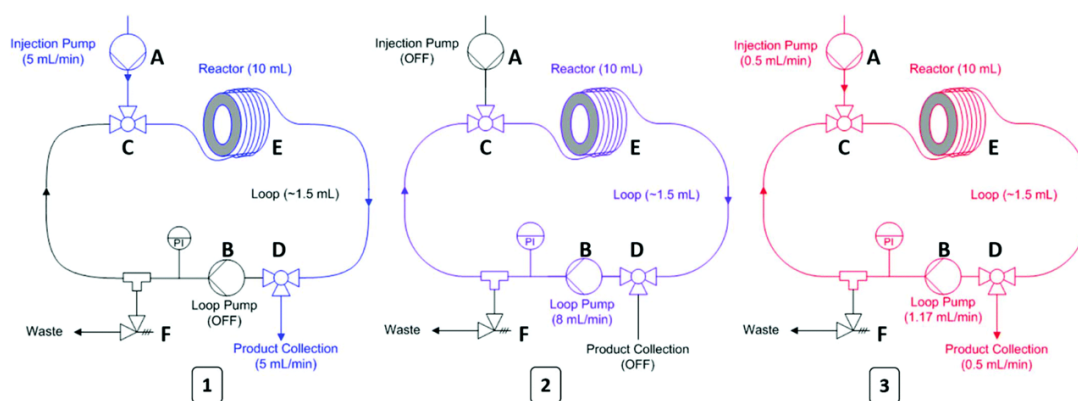 Injection Pump
(5 mL/min)
A
Reactor (10 mL)
C
E
Loop (~1.5 mL)
PI
B
D
Loop Pump
(OFF)
Waste
F
Product Collection
(5 mL/min)
1
Injection Pump
(OFF)
A
Reactor (10 mL)
C
E
Loop (~1.5 mL)
PI
B
D
Loop Pump
(8 mL/min)
Waste
F
Product Collection
(OFF)
2
Injection Pump
(0.5 mL/min)
A
Reactor (10 mL)
C
E
Loop (~1.5 mL)
PI
B
D
Loop Pump
(1.17 mL/min)
Waste
F
Product Collection
(0.5 mL/min)
3